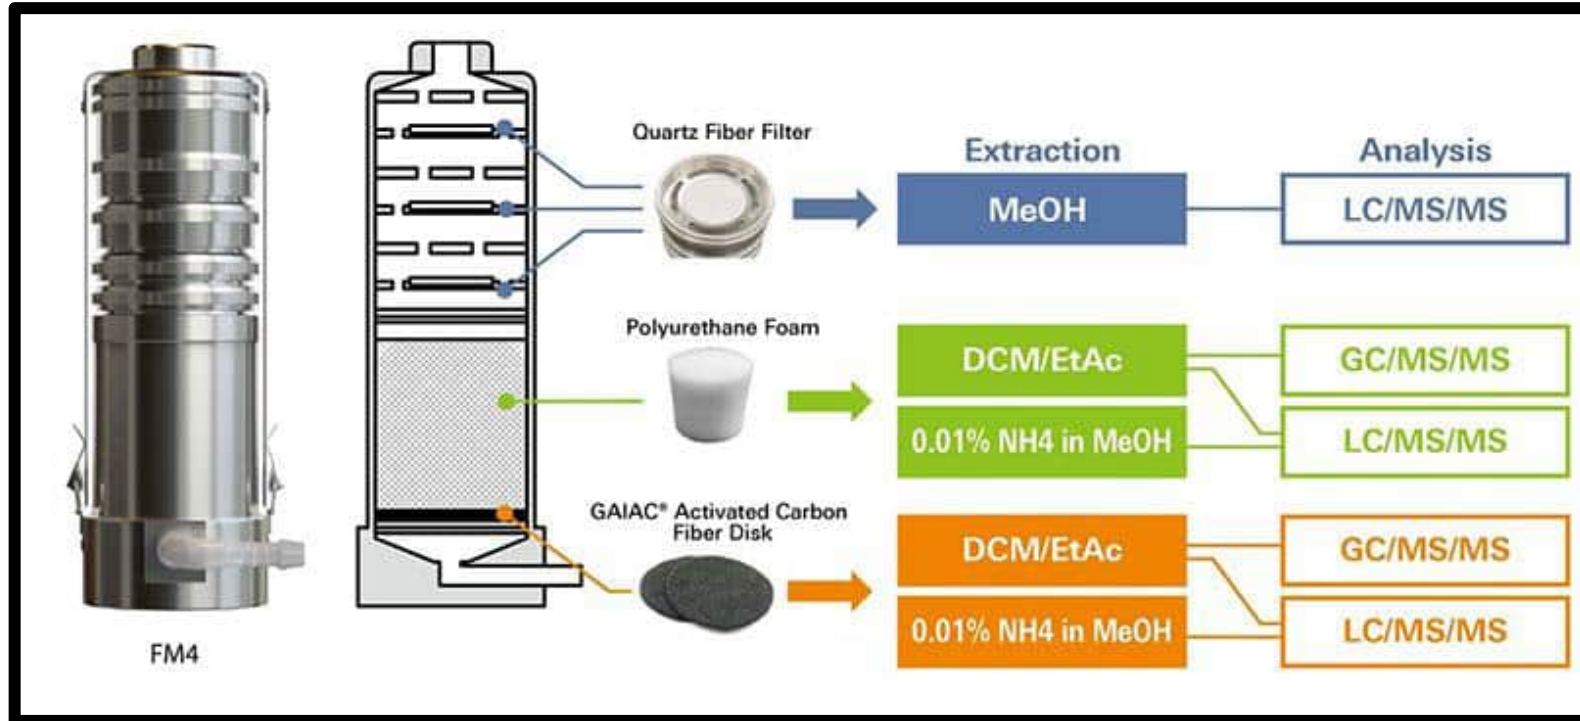 Quartz Fiber Filter
Extraction
Analysis
MeOH
LC/MS/MS
Polyurethane Foam
DCM/EtAc
GC/MS/MS
0.01% NH4 in MeOH
LC/MS/MS
GAIAC® Activated Carbon
Fiber Disk
DCM/EtAc
GC/MS/MS
0.01% NH4 in MeOH
LC/MS/MS
FM4